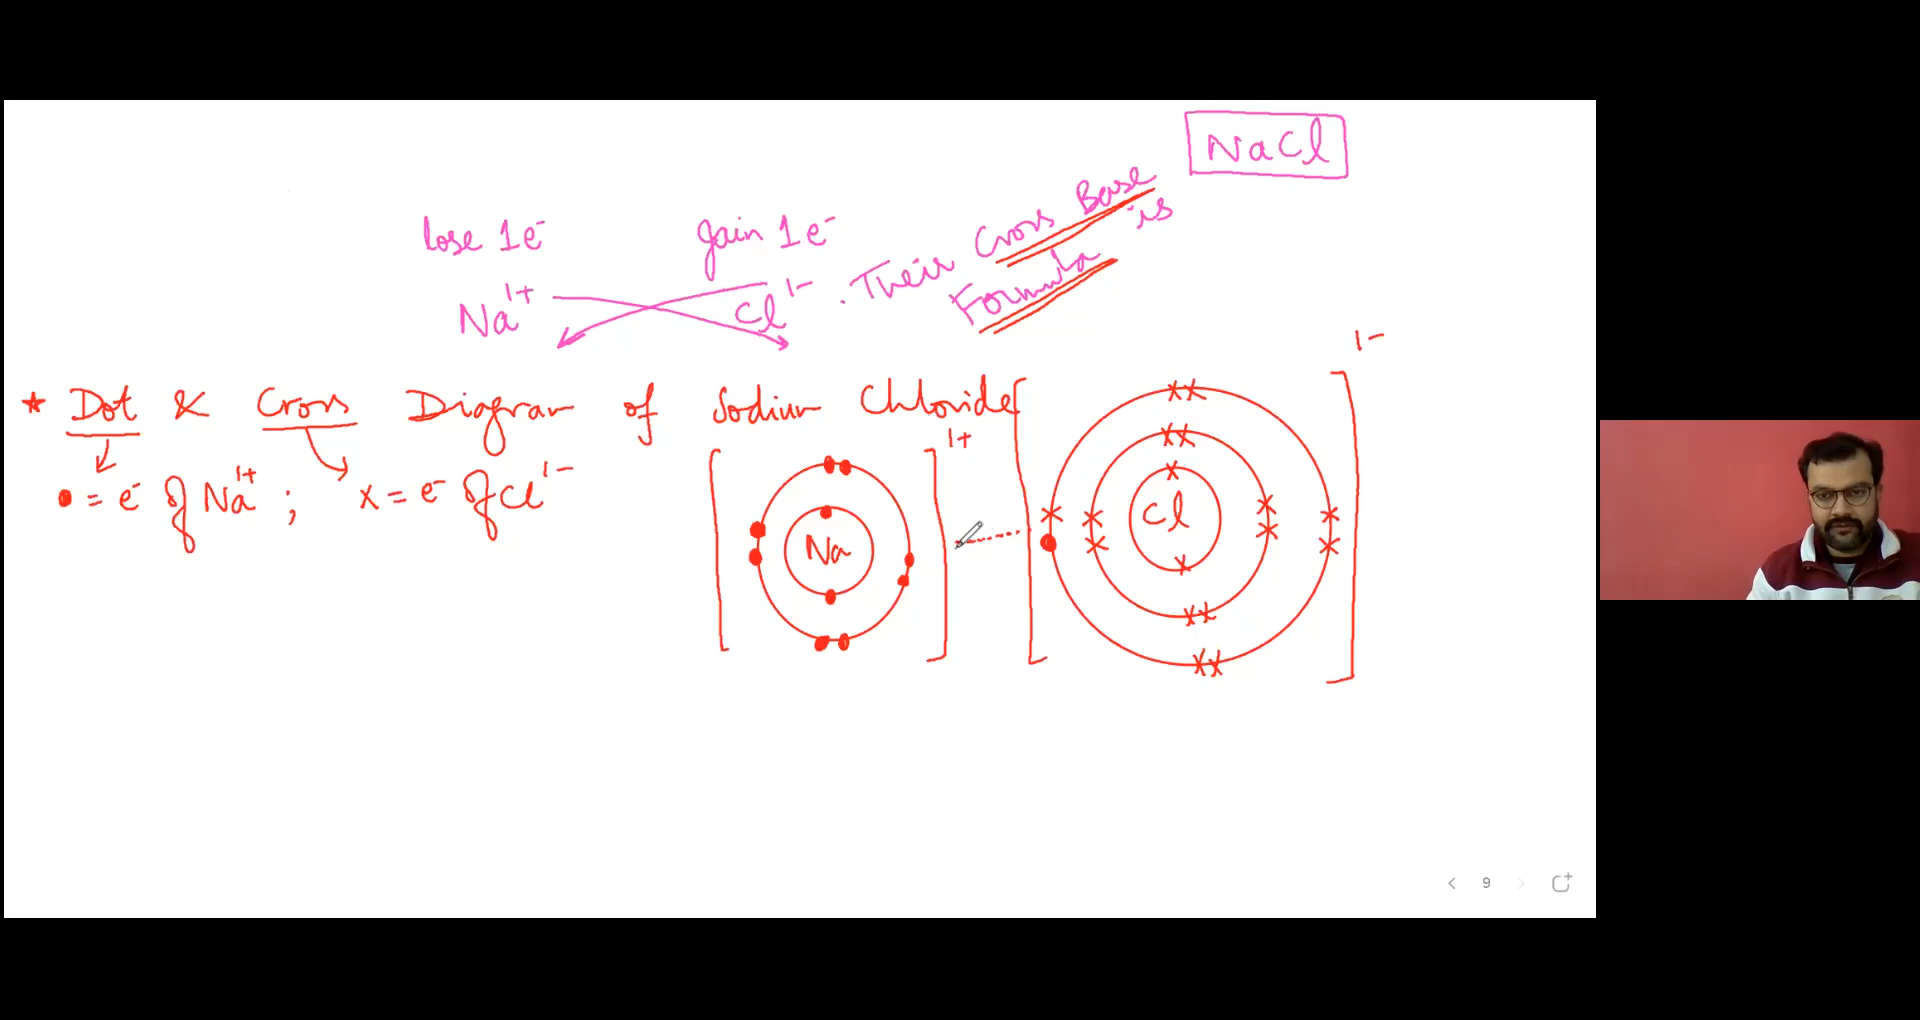 NaCl
lose 1e⁻ gain 1e⁻
Na¹⁺ Cl¹⁻ . Their Cross Base
Formula is
★ Dot & Cross Diagram of Sodium Chloride
• = e⁻ of Na¹⁺ ; x = e⁻ of Cl¹⁻
[Na]¹⁺ [Cl]¹⁻
9